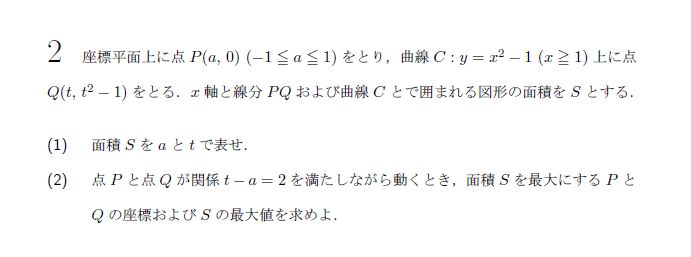 2 座標平面上に点 P(a, 0) (−1 ≦ a ≦ 1) をとり，曲線 C : y = x² − 1 (x ≧ 1) 上に点
Q(t, t² − 1) をとる．x 軸と線分 PQ および曲線 C とで囲まれる図形の面積を S とする．
(1) 面積 S を a と t で表せ．
(2) 点 P と点 Q が関係 t − a = 2 を満たしながら動くとき，面積 S を最大にする P と
Q の座標および S の最大値を求めよ．